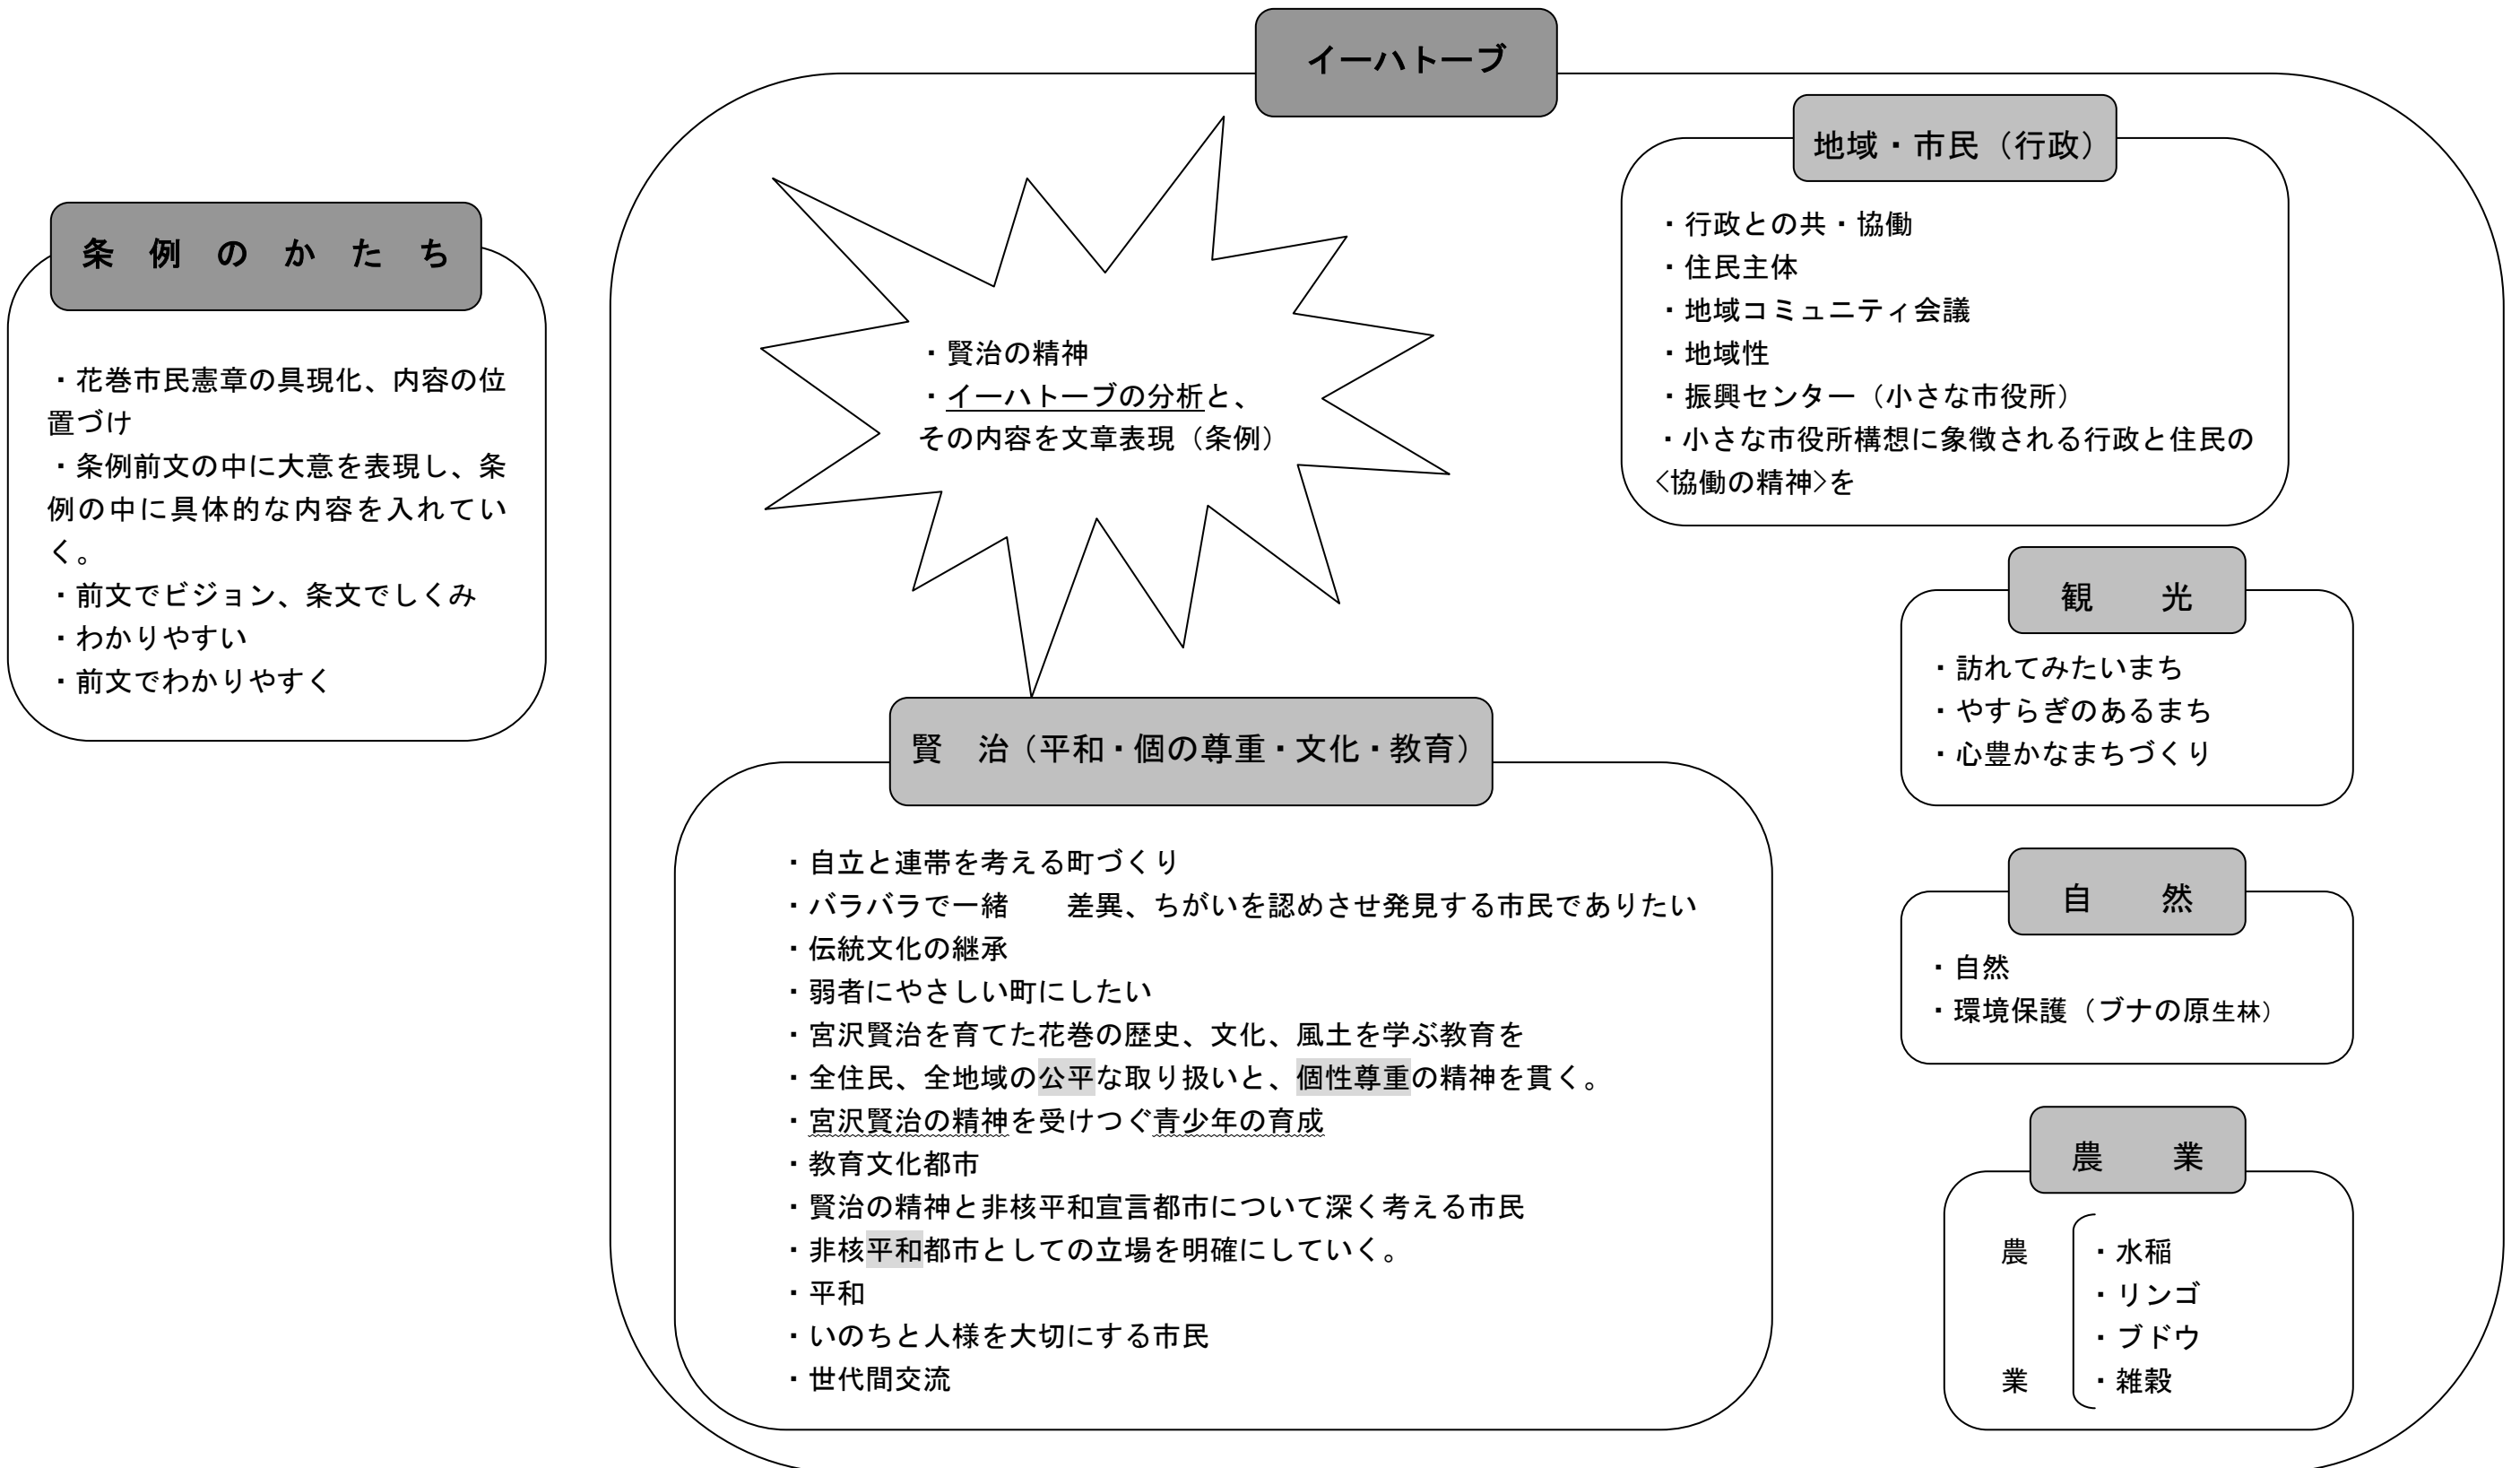 イーハトーブ
条　例　の　か　た　ち
・花巻市民憲章の具現化、内容の位
置づけ
・条例前文の中に大意を表現し、条
例の中に具体的な内容を入れてい
く。
・前文でビジョン、条文でしくみ
・わかりやすい
・前文でわかりやすく
・賢治の精神
・イーハトーブの分析と、
その内容を文章表現（条例）
地域・市民（行政）
・行政との共・協働
・住民主体
・地域コミュニティ会議
・地域性
・振興センター（小さな市役所）
・小さな市役所構想に象徴される行政と住民の
〈協働の精神〉を
観　　光
・訪れてみたいまち
・やすらぎのあるまち
・心豊かなまちづくり
賢　治（平和・個の尊重・文化・教育）
・自立と連帯を考える町づくり
・バラバラで一緒　　差異、ちがいを認めさせ発見する市民でありたい
・伝統文化の継承
・弱者にやさしい町にしたい
・宮沢賢治を育てた花巻の歴史、文化、風土を学ぶ教育を
・全住民、全地域の公平な取り扱いと、個性尊重の精神を貫く。
・宮沢賢治の精神を受けつぐ青少年の育成
・教育文化都市
・賢治の精神と非核平和宣言都市について深く考える市民
・非核平和都市としての立場を明確にしていく。
・平和
・いのちと人様を大切にする市民
・世代間交流
自　　然
・自然
・環境保護（ブナの原生林）
農　　業
農　・水稲
・リンゴ
・ブドウ
業　・雑穀